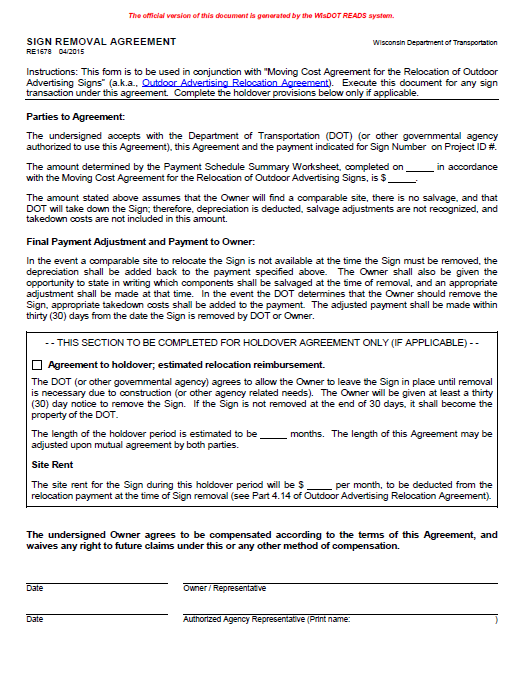 The official version of this document is generated by the WisDOT READS system.
SIGN REMOVAL AGREEMENT
Wisconsin Department of Transportation
RE1678 04/2015
Instructions: This form is to be used in conjunction with "Moving Cost Agreement for the Relocation of Outdoor
Advertising Signs" (a.k.a., Outdoor Advertising Relocation Agreement). Execute this document for any sign
transaction under this agreement. Complete the holdover provisions below only if applicable.
Parties to Agreement:
The undersigned accepts with the Department of Transportation (DOT) (or other governmental agency
authorized to use this Agreement), this Agreement and the payment indicated for Sign Number on Project ID #.
The amount determined by the Payment Schedule Summary Worksheet, completed on _____ in accordance
with the Moving Cost Agreement for the Relocation of Outdoor Advertising Signs, is $ _____.
The amount stated above assumes that the Owner will find a comparable site, there is no salvage, and that
DOT will take down the Sign; therefore, depreciation is deducted, salvage adjustments are not recognized, and
takedown costs are not included in this amount.
Final Payment Adjustment and Payment to Owner:
In the event a comparable site to relocate the Sign is not available at the time the Sign must be removed, the
depreciation shall be added back to the payment specified above. The Owner shall also be given the
opportunity to state in writing which components shall be salvaged at the time of removal, and an appropriate
adjustment shall be made at that time. In the event the DOT determines that the Owner should remove the
Sign, appropriate takedown costs shall be added to the payment. The adjusted payment shall be made within
thirty (30) days from the date the Sign is removed by DOT or Owner.
- - THIS SECTION TO BE COMPLETED FOR HOLDOVER AGREEMENT ONLY (IF APPLICABLE) - -
Agreement to holdover; estimated relocation reimbursement.
The DOT (or other governmental agency) agrees to allow the Owner to leave the Sign in place until removal
is necessary due to construction (or other agency related needs). The Owner will be given at least a thirty
(30) day notice to remove the Sign. If the Sign is not removed at the end of 30 days, it shall become the
property of the DOT.
The length of the holdover period is estimated to be _____ months. The length of this Agreement may be
adjusted upon mutual agreement by both parties.
Site Rent
The site rent for the Sign during this holdover period will be $ _____ per month, to be deducted from the
relocation payment at the time of Sign removal (see Part 4.14 of Outdoor Advertising Relocation Agreement).
The undersigned Owner agrees to be compensated according to the terms of this Agreement, and
waives any right to future claims under this or any other method of compensation.
Date Owner / Representative
Date Authorized Agency Representative (Print name: )